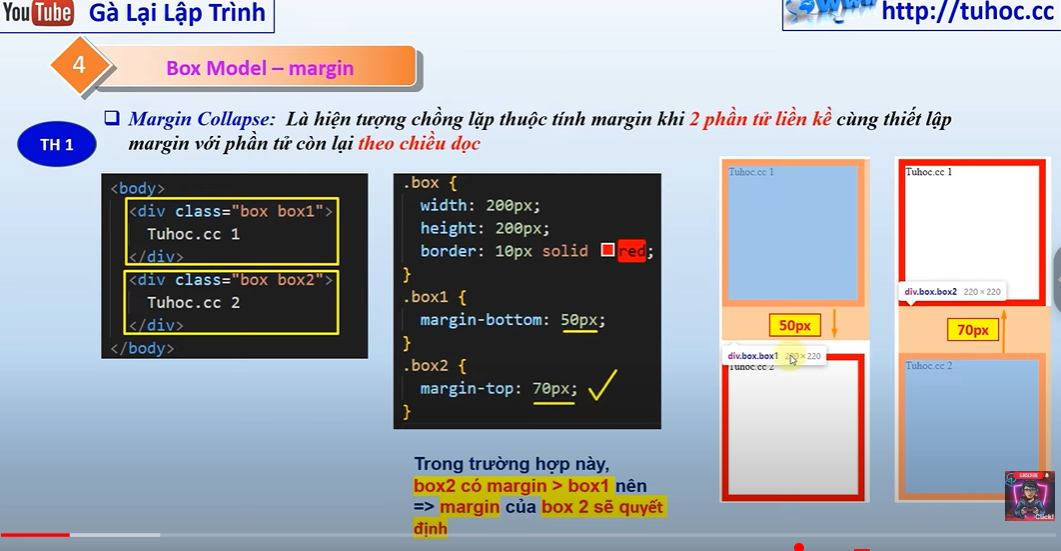 YouTube Gà Lại Lập Trình
http://tuhoc.cc
4
Box Model – margin
Margin Collapse: Là hiện tượng chồng lặp thuộc tính margin khi 2 phần tử liền kề cùng thiết lập
margin với phần tử còn lại theo chiều dọc
TH 1
<body>
<div class="box box1">
Tuhoc.cc 1
</div>
<div class="box box2">
Tuhoc.cc 2
</div>
</body>
.box {
width: 200px;
height: 200px;
border: 10px solid red;
}
.box1 {
margin-bottom: 50px;
}
.box2 {
margin-top: 70px;
}
Trong trường hợp này,
box2 có margin > box1 nên
=> margin của box 2 sẽ quyết
định
Tuhoc.cc 1
50px
div.box.box1 220×220
Tuhoc.cc 2
Tuhoc.cc 1
div.box.box2 220×220
70px
Tuhoc.cc 2
SUBSCRIBE
Click!